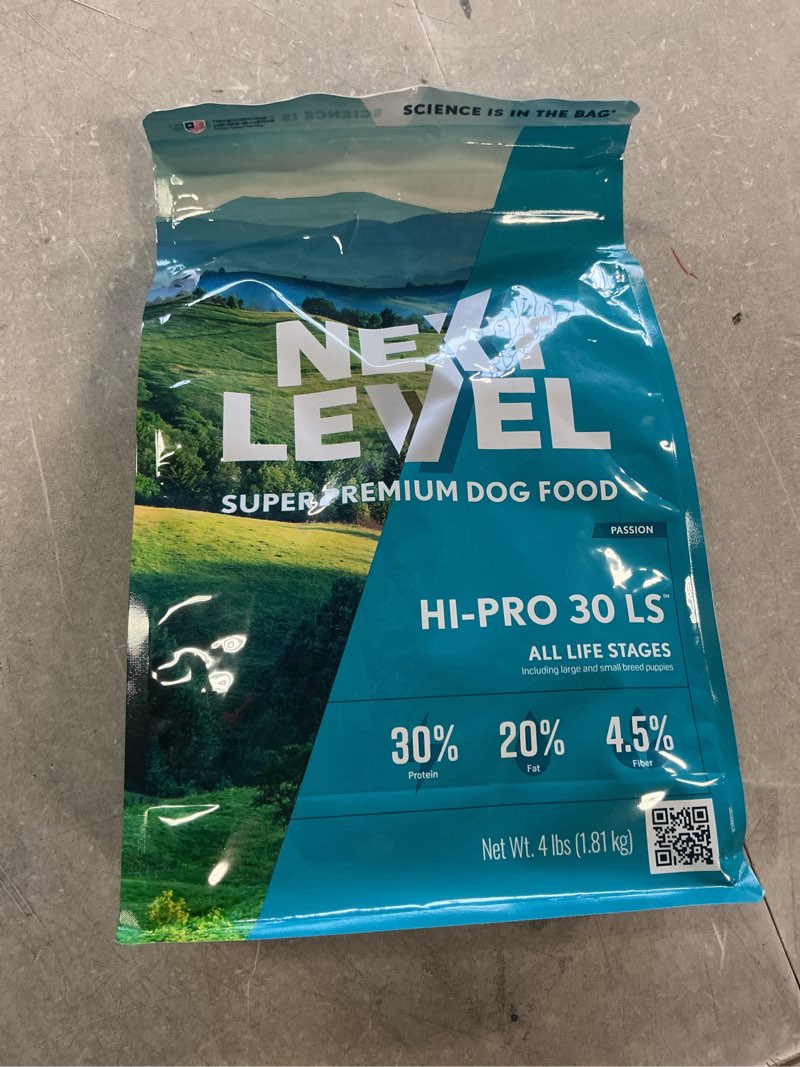 SCIENCE IS IN THE BAG
NEXT
LEVEL
SUPER PREMIUM DOG FOOD
PASSION
HI-PRO 30 LS™
ALL LIFE STAGES
Including large and small breed puppies
30% 20% 4.5%
Protein Fat Fiber
Net Wt. 4 lbs (1.81 kg)